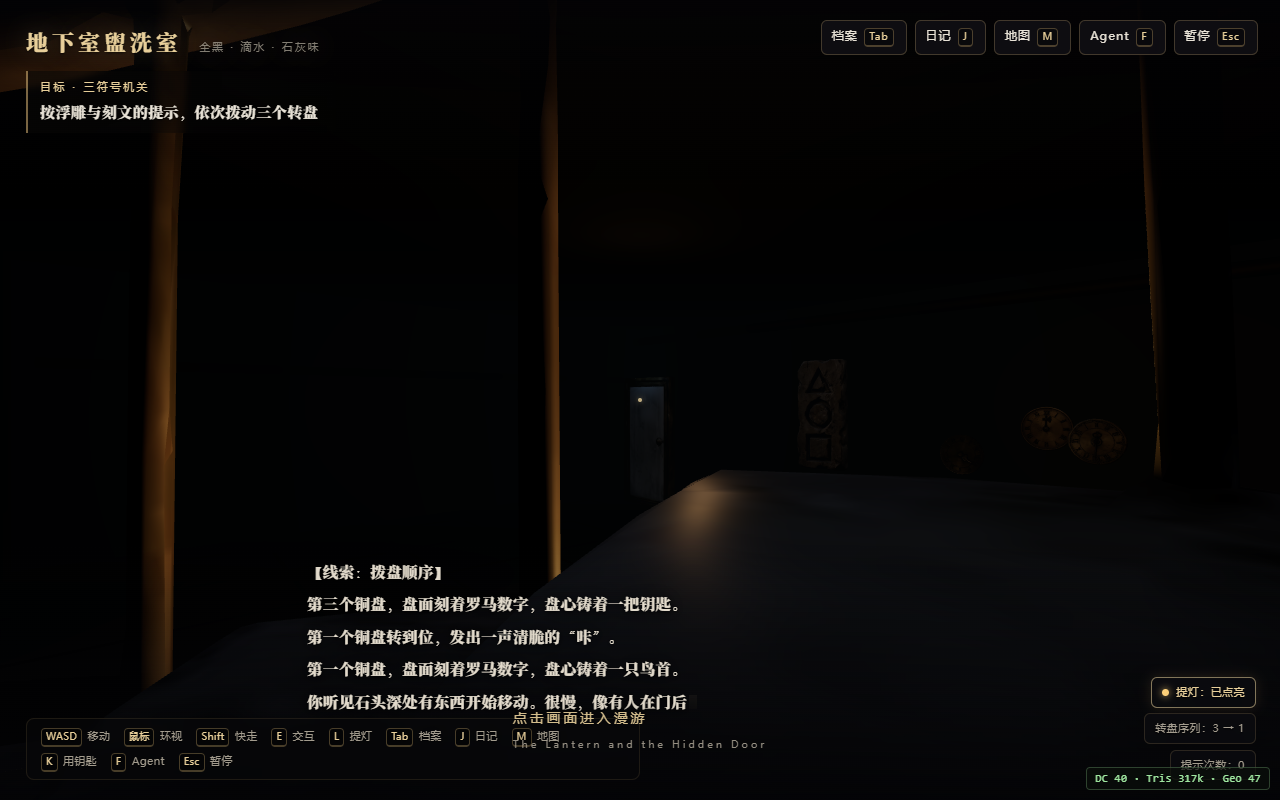 地下室盥洗室 全黑 · 滴水 · 石灰味
档案 Tab 日记 J 地图 M Agent F 暂停 Esc
目标 · 三符号机关
按浮雕与刻文的提示，依次拨动三个转盘
【线索：拨盘顺序】
第三个铜盘，盘面刻着罗马数字，盘心铸着一把钥匙。
第一个铜盘转到位，发出一声清脆的“咔”。
第一个铜盘，盘面刻着罗马数字，盘心铸着一只鸟首。
你听见石头深处有东西开始移动。很慢，像有人在门后
点击画面进入漫游
The Lantern and the Hidden Door
WASD 移动 鼠标 环视 Shift 快走 E 交互 L 提灯 Tab 档案 J 日记 M 地图
K 用钥匙 F Agent Esc 暂停
提灯：已点亮
转盘序列：3 → 1
提示次数：0
DC 40 · Tris 317k · Geo 47